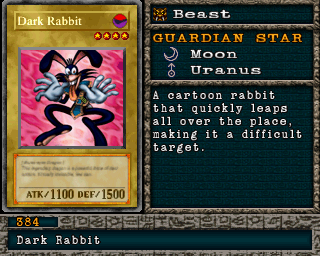 Dark Rabbit
ATK/1100 DEF/1500
Beast
GUARDIAN STAR
Moon
Uranus
A cartoon rabbit
that quickly leaps
all over the place,
making it a difficult
target.
384
Dark Rabbit